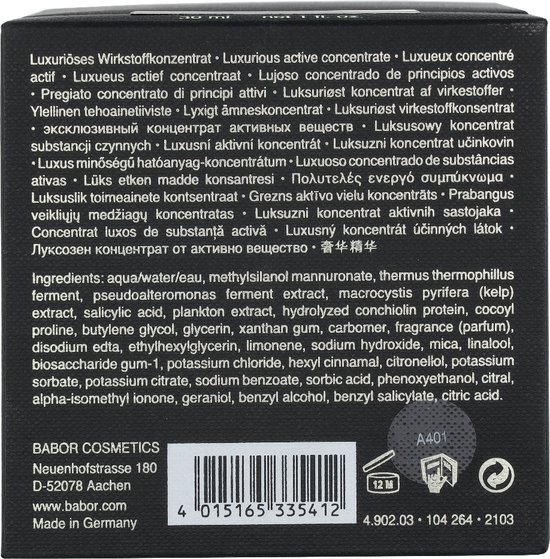 30 ml net 1 fl. oz.
Luxuriöses Wirkstoffkonzentrat · Luxurious active concentrate · Luxueux concentré
actif · Luxueus actief concentraat · Lujoso concentrado de principios activos
· Pregiato concentrato di principi attivi · Luksuriøst koncentrat af virkestoffer ·
Ylellinen tehoainetiiviste · Lyxigt ämneskoncentrat · Luksuriøst virkestoffkonsentrat
· эксклюзивный концентрат активных веществ · Luksusowy koncentrat
substancji czynnych · Luxusní aktivní koncentrát · Luksuzni koncentrat učinkovin
· Luxus minőségű hatóanyag-koncentrátum · Luxuoso concentrado de substâncias
ativas · Lüks etken madde konsantresi · Πολυτελές ενεργό συμπύκνωμα ·
Luksuslik toimeainete kontsentraat · Grezns aktīvo vielu koncentrāts · Prabangus
veikliųjų medžiagų koncentratas · Luksuzni koncentrat aktivnih sastojaka ·
Concentrat luxos de substanță activă · Luxusný koncentrát účinných látok ·
Луксозен концентрат от активно вещество · 奢华精华
Ingredients: aqua/water/eau, methylsilanol mannuronate, thermus thermophillus
ferment, pseudoalteromonas ferment extract, macrocystis pyrifera (kelp)
extract, salicylic acid, plankton extract, hydrolyzed conchiolin protein, cocoyl
proline, butylene glycol, glycerin, xanthan gum, carbomer, fragrance (parfum),
disodium edta, ethylhexylglycerin, limonene, sodium hydroxide, mica, linalool,
biosaccharide gum-1, potassium chloride, hexyl cinnamal, citronellol, potassium
sorbate, potassium citrate, sodium benzoate, sorbic acid, phenoxyethanol, citral,
alpha-isomethyl ionone, geraniol, benzyl alcohol, benzyl salicylate, citric acid.
BABOR COSMETICS
Neuenhofstrasse 180
D-52078 Aachen
www.babor.com
Made in Germany
4 015165 335412
A401
12 M
4.902.03 · 104 264 · 2103